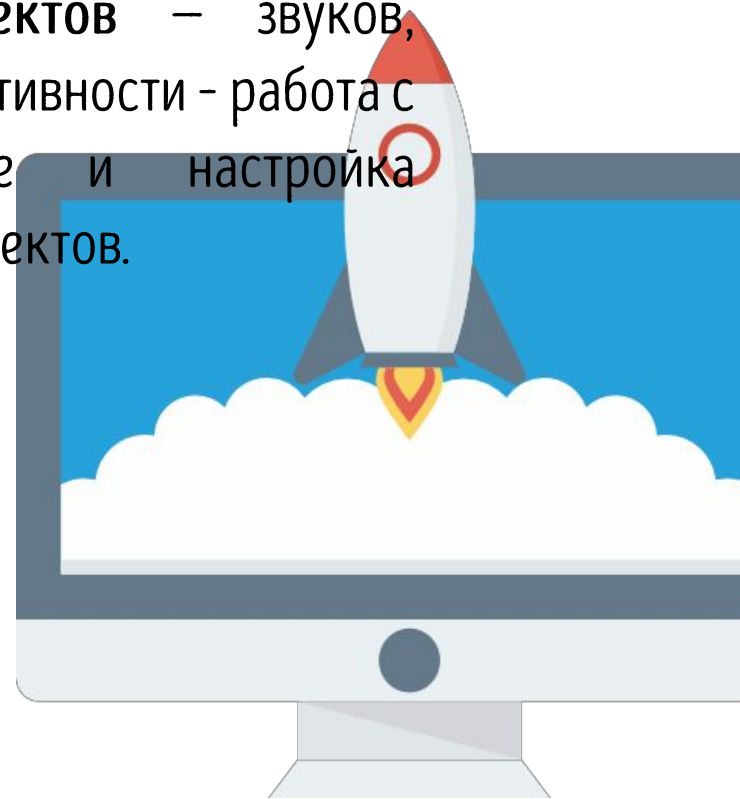 ектов – звуков,
тивности - работа с
е и настройка
ектов.